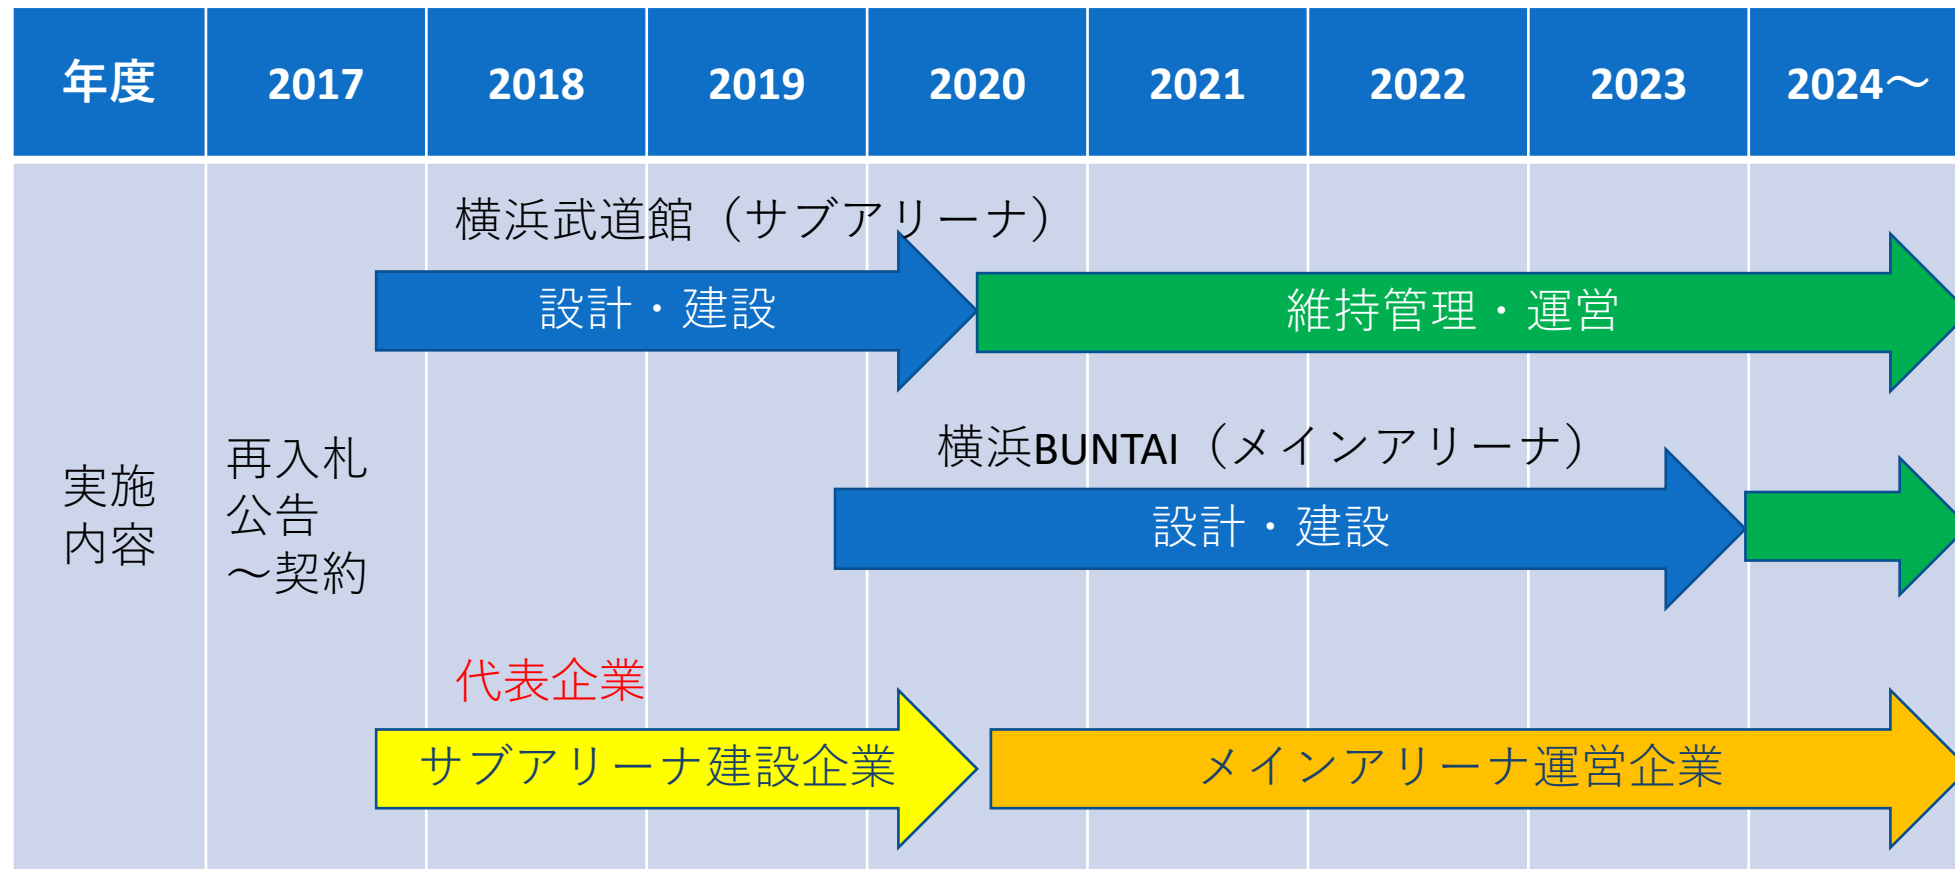 年度 2017 2018 2019 2020 2021 2022 2023 2024～
実施
内容
再入札
公告
～契約
横浜武道館（サブアリーナ）
設計・建設 維持管理・運営
横浜BUNTAI（メインアリーナ）
設計・建設
代表企業
サブアリーナ建設企業 メインアリーナ運営企業